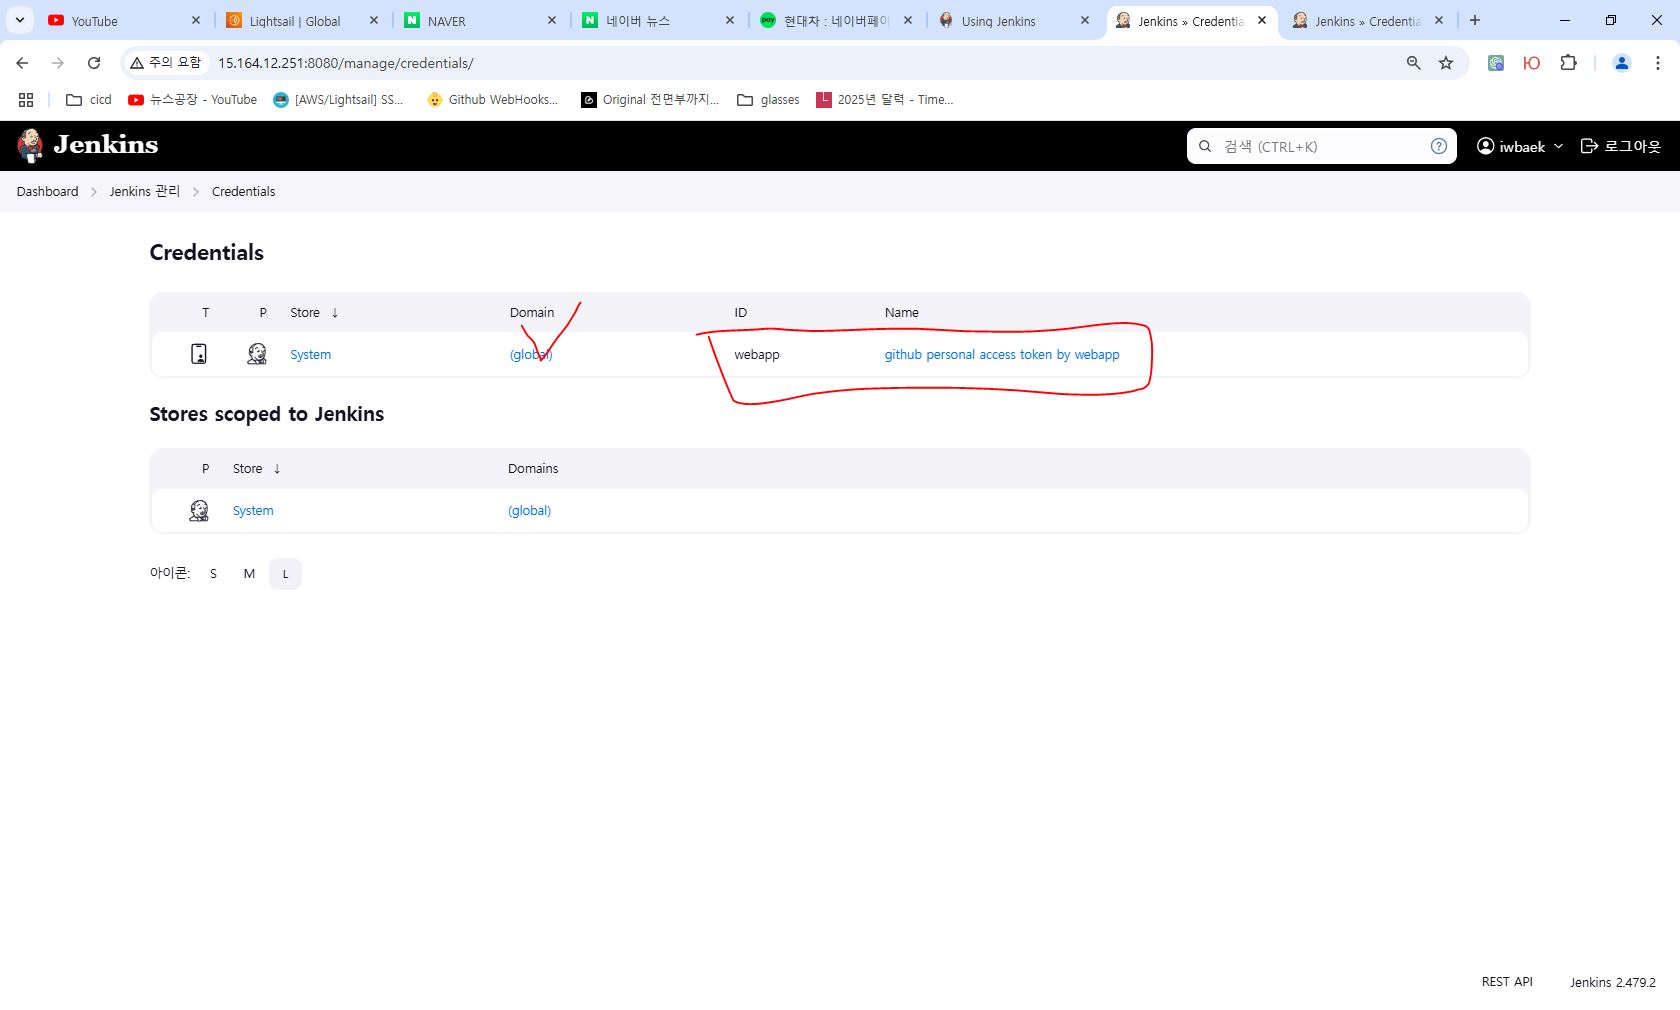 YouTube
Lightsail | Global
NAVER
네이버 뉴스
현대차 : 네이버페이
Using Jenkins
Jenkins » Credentia
Jenkins » Credentia
주의 요함
15.164.12.251:8080/manage/credentials/
cicd
뉴스공장 - YouTube
[AWS/Lightsail] SS...
Github WebHooks...
Original 전면부까지...
glasses
2025년 달력 - Time...
Jenkins
검색 (CTRL+K)
iwbaek
로그아웃
Dashboard
Jenkins 관리
Credentials
Credentials
T P Store ↓ Domain ID Name
System (global) webapp github personal access token by webapp
Stores scoped to Jenkins
P Store ↓ Domains
System (global)
아이콘: S M L
REST API Jenkins 2.479.2